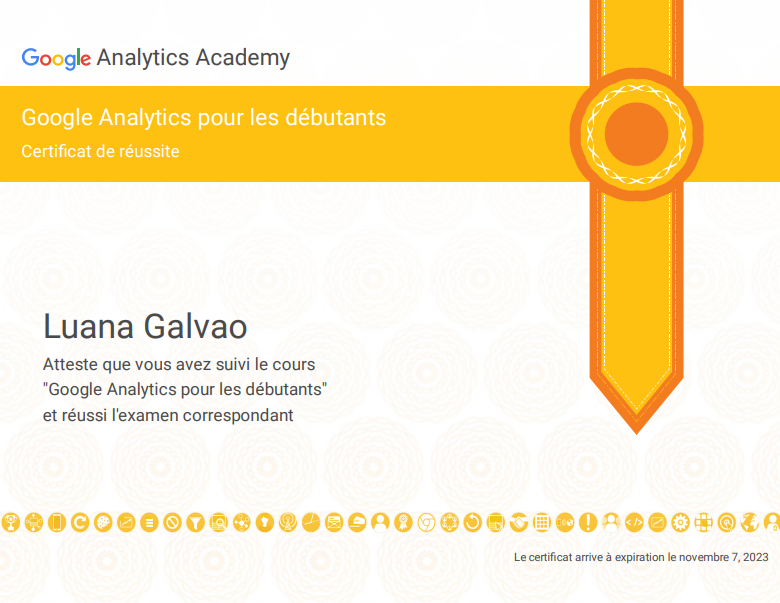 Google Analytics Academy
Google Analytics pour les débutants
Certificat de réussite
Luana Galvao
Atteste que vous avez suivi le cours
"Google Analytics pour les débutants"
et réussi l'examen correspondant
Le certificat arrive à expiration le novembre 7, 2023